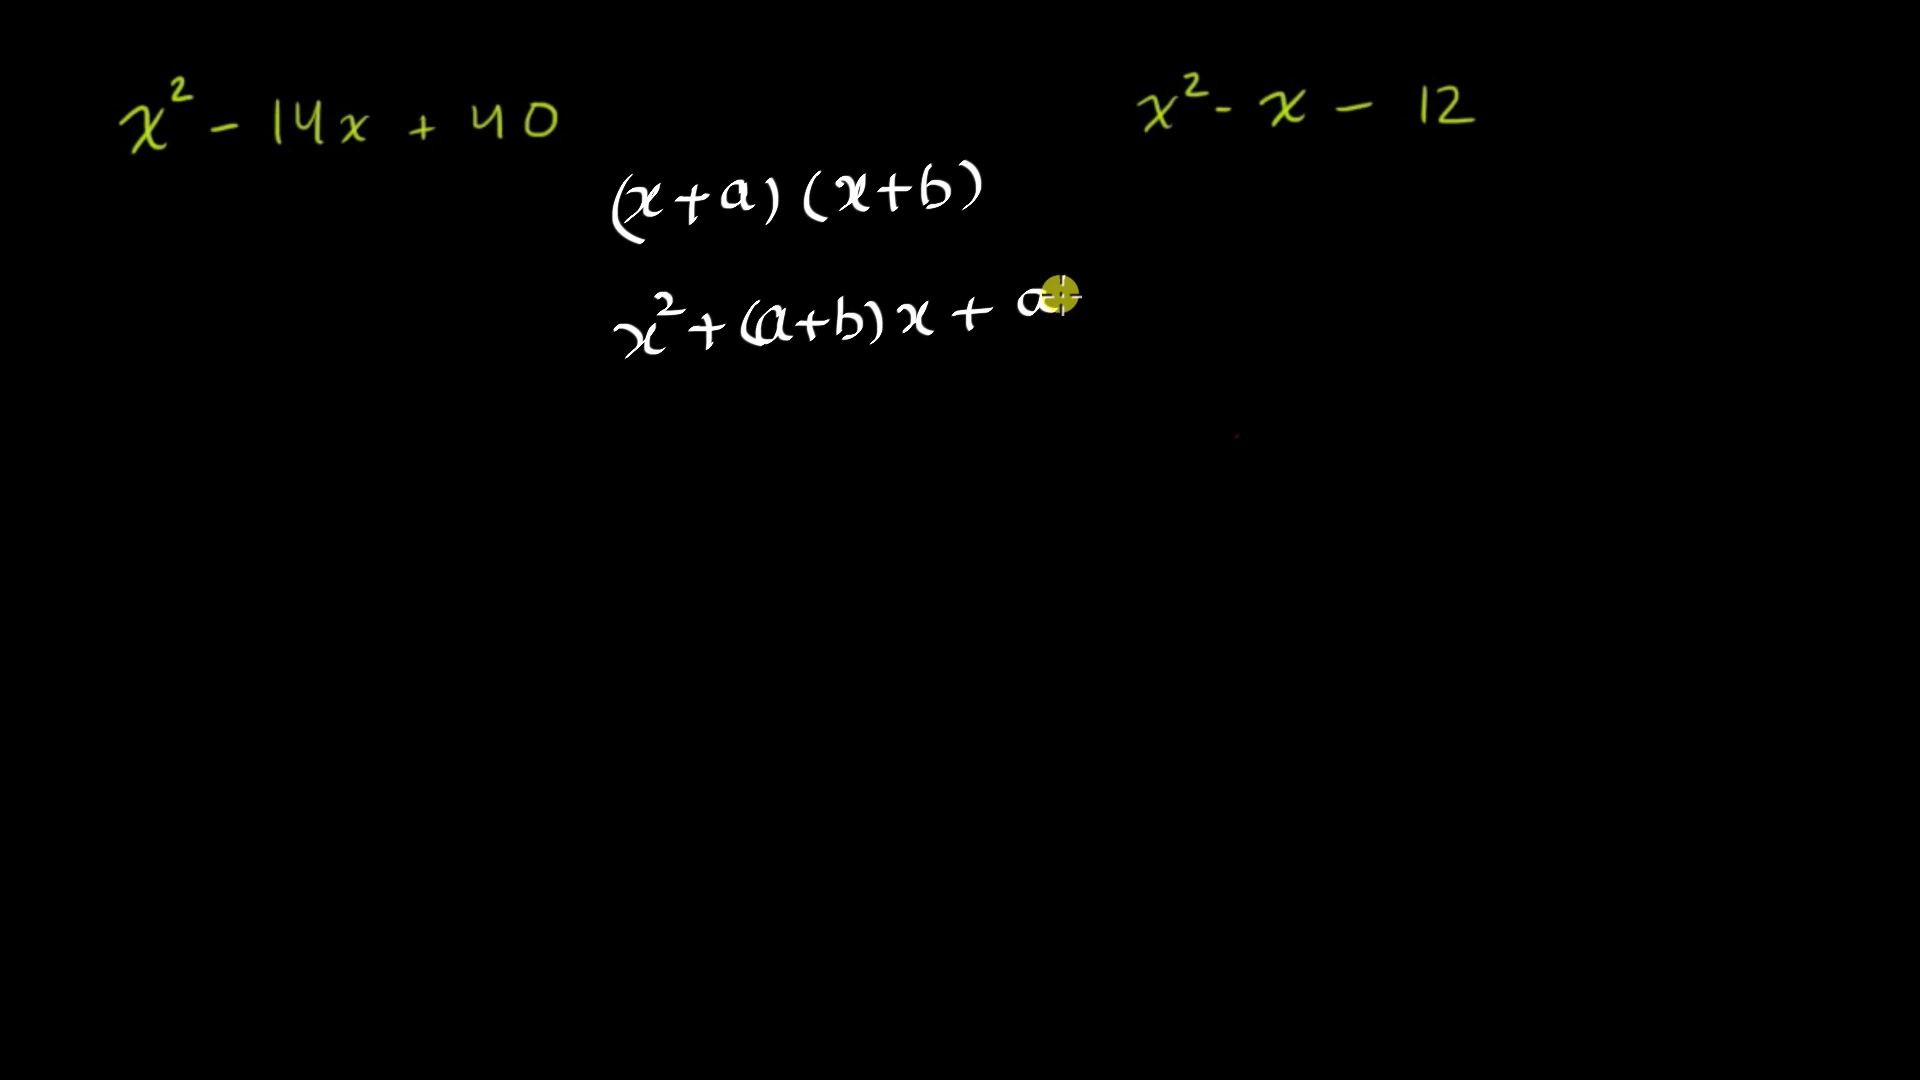 x² - 14x + 40
x² - x - 12
(x+a)(x+b)
x² + (a+b)x + a